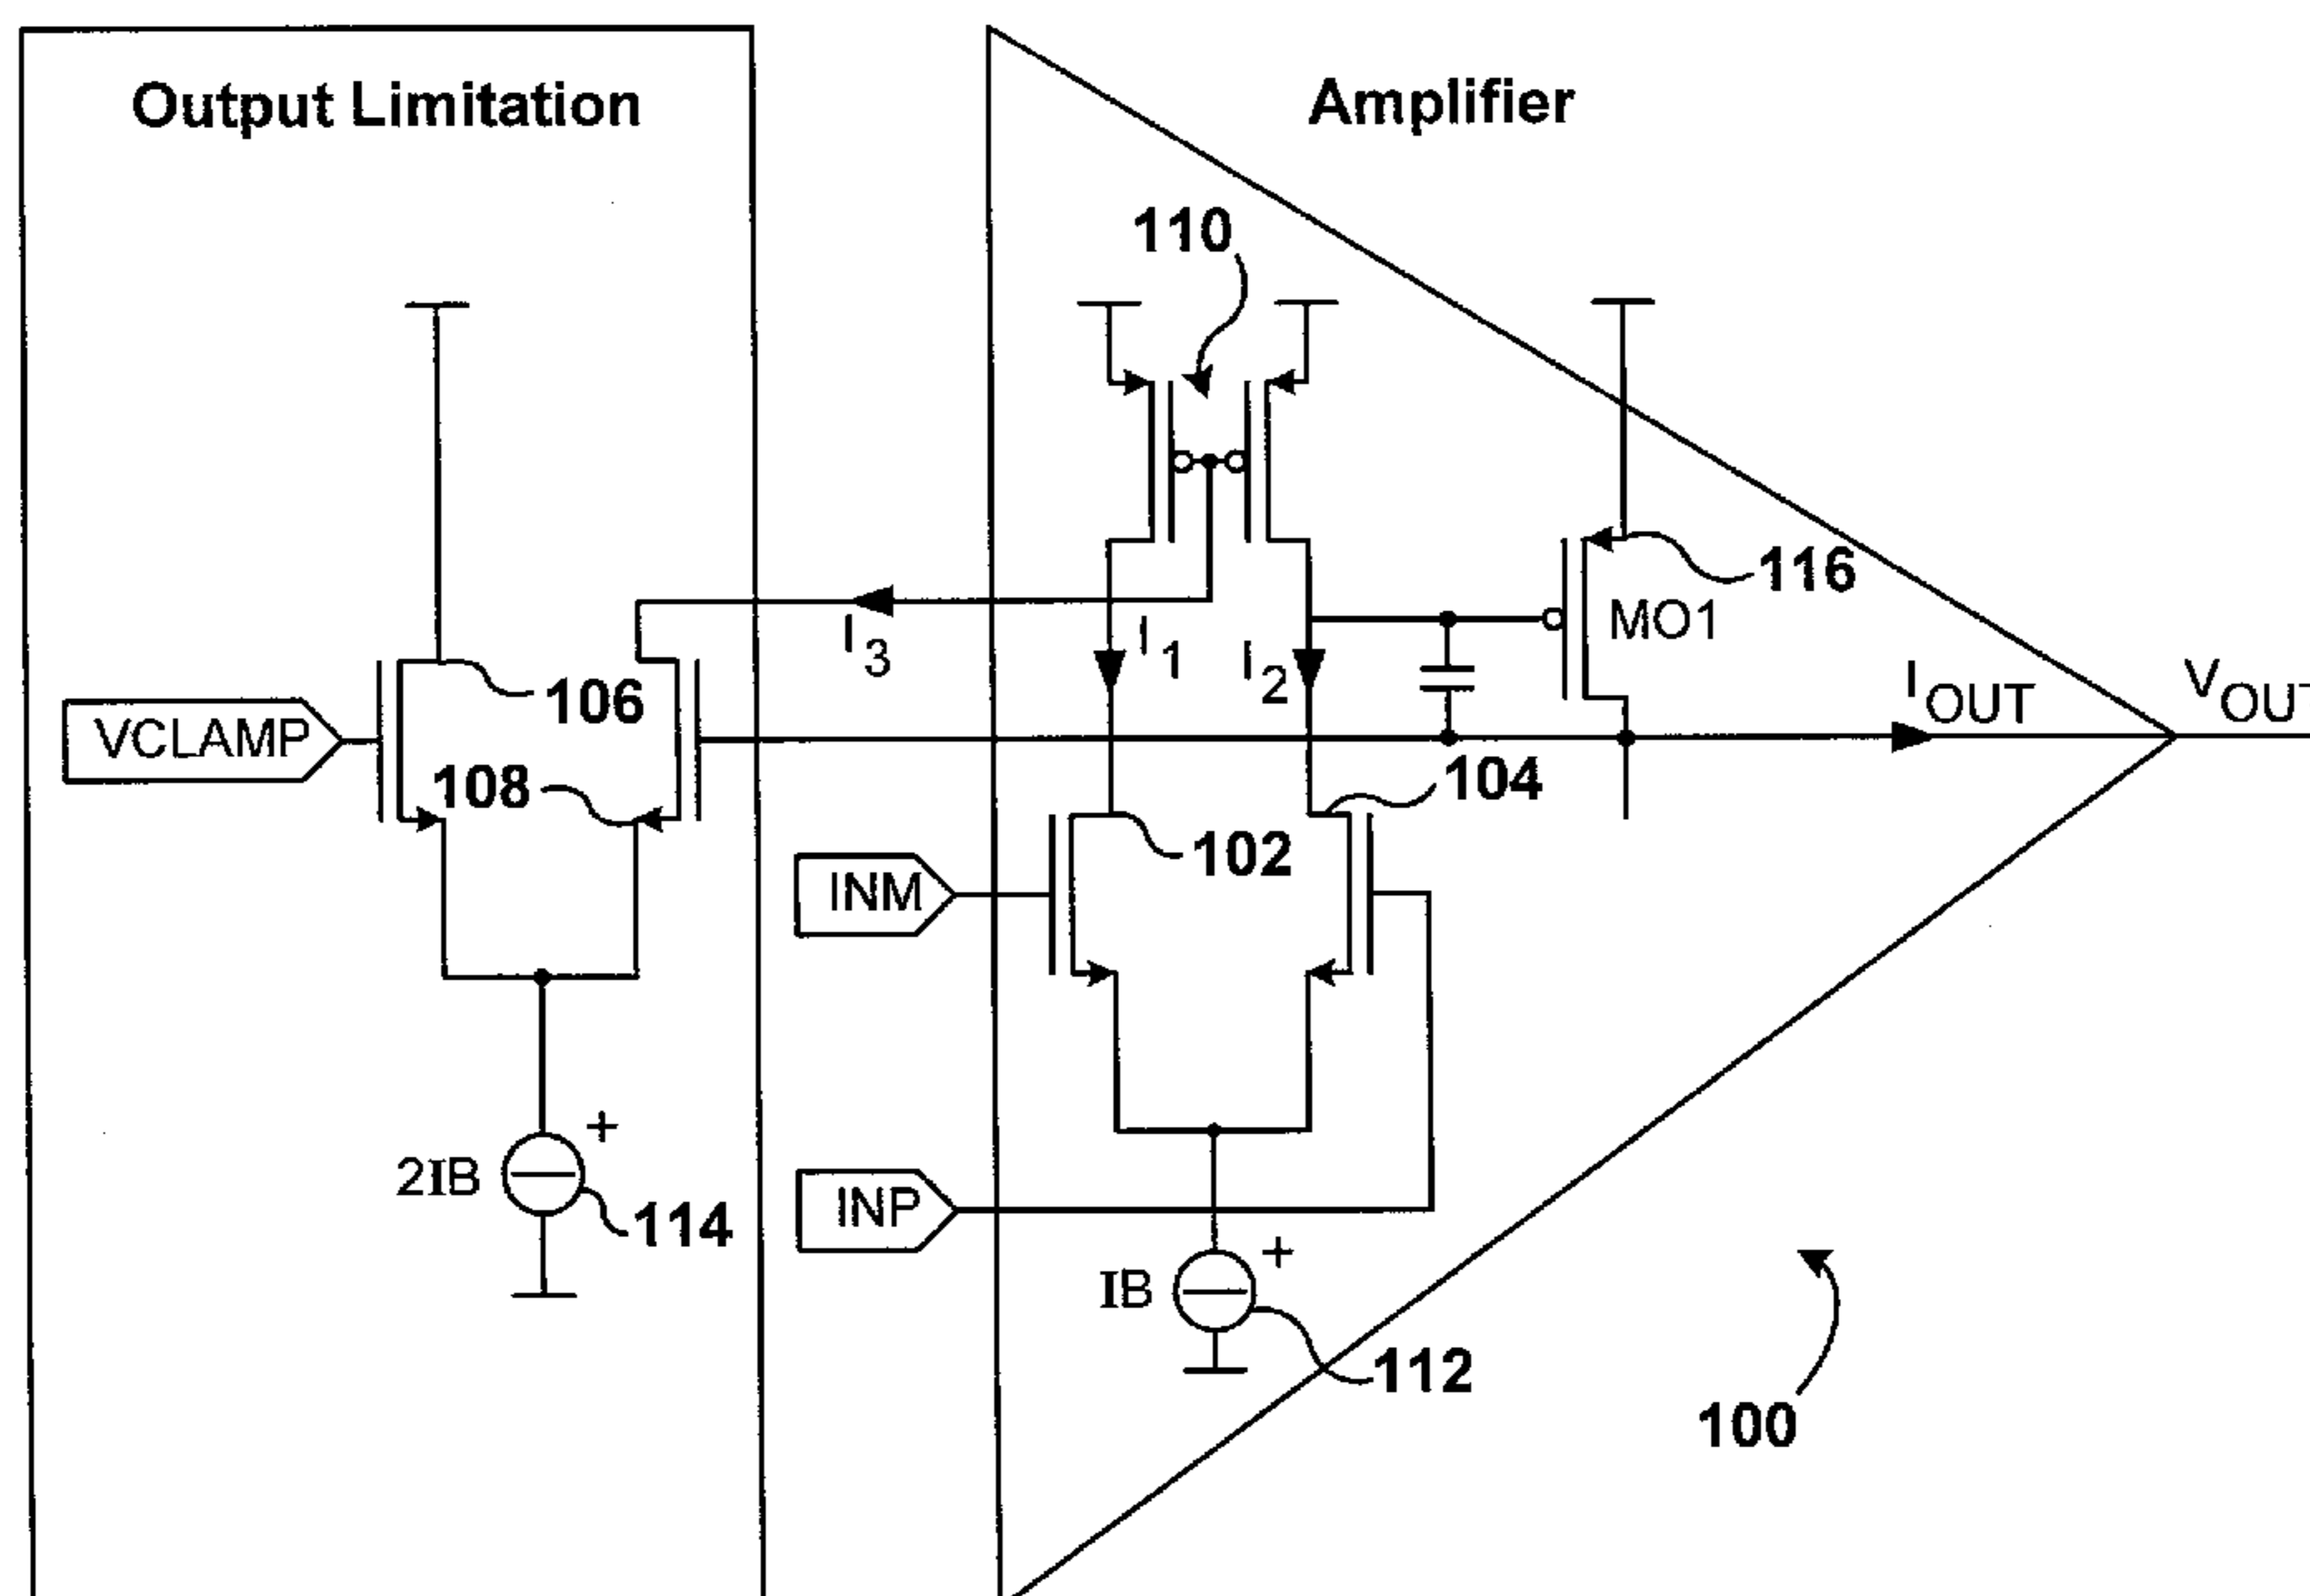 Output Limitation
Amplifier
110
116
MO1
I3
I1
I2
106
IOUT
VOUT
VCLAMP
108
104
102
INM
2IB
114
INP
IB
112
100